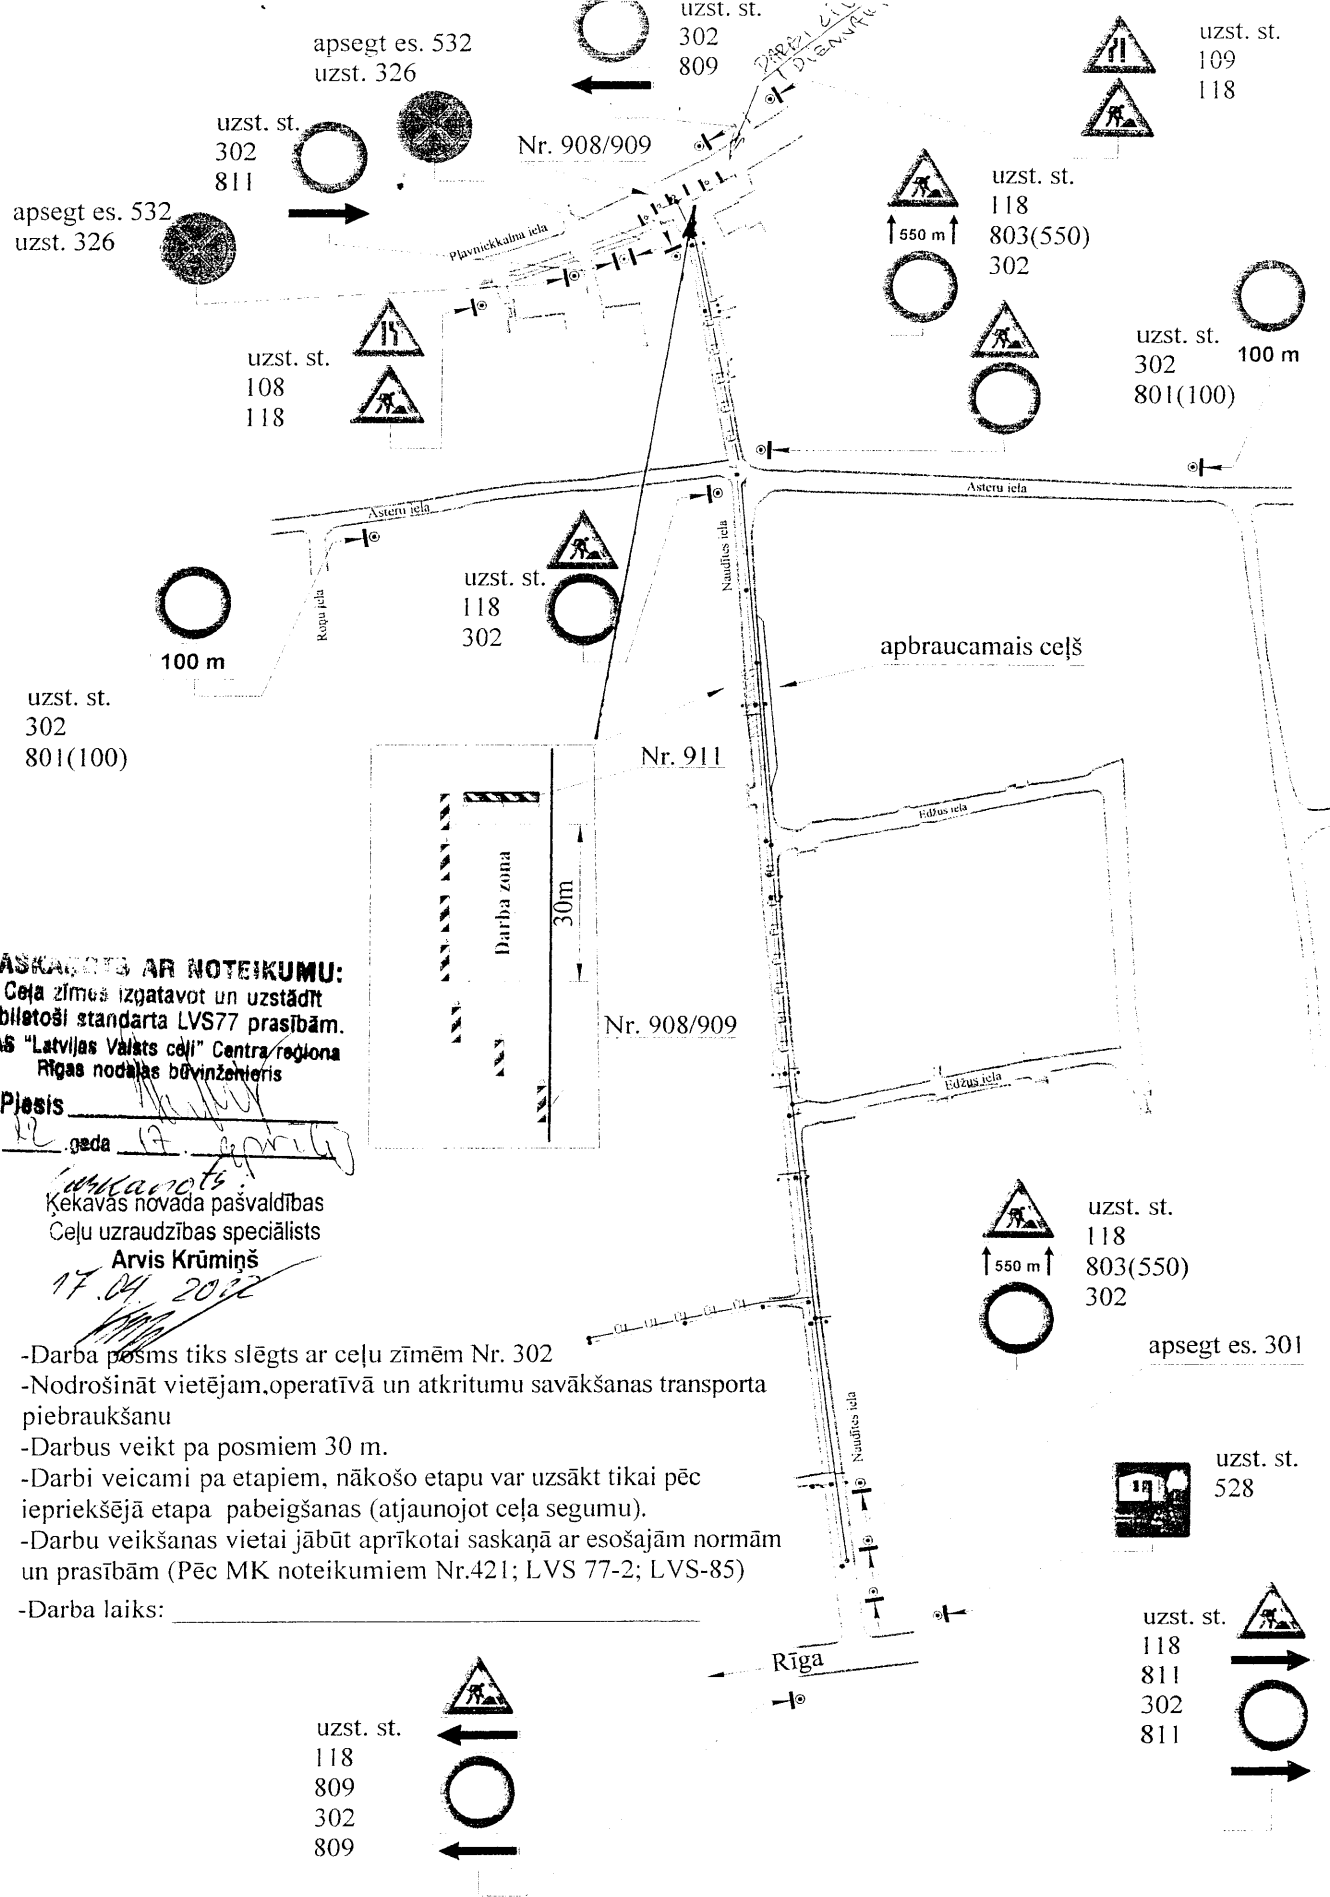 uzst. st.
302
809
apsegt es. 532
uzst. 326
uzst. st.
109
118
uzst. st.
302
811
Nr. 908/909
apsegt es. 532
uzst. 326
Pļavniekkalna iela
uzst. st.
118
803(550)
302
550 m
uzst. st.
108
118
uzst. st.
302
801(100)
100 m
Asteru iela
Asteru iela
Naudītes iela
uzst. st.
118
302
100 m
uzst. st.
302
801(100)
apbraucamais ceļš
Nr. 911
Edžus iela
Darba zona
30m
Nr. 908/909
Edžus iela
AR NOTEIKUMU:
Ceļa zīmes izgatavot un uzstādīt
standarta LVS77 prasībām.
"Latvijas Valsts ceļi" Centra reģiona
Rīgas nodaļas būvinženieris
Plesis
12 .gada 17. aprīlī
Saskaņots:
Ķekavas novada pašvaldības
Ceļu uzraudzības speciālists
Arvis Krūmiņš
17.04.2012
uzst. st.
118
803(550)
302
550 m
apsegt es. 301
-Darba posms tiks slēgts ar ceļu zīmēm Nr. 302
-Nodrošināt vietējam,operatīvā un atkritumu savākšanas transporta
piebraukšanu
-Darbus veikt pa posmiem 30 m.
-Darbi veicami pa etapiem, nākošo etapu var uzsākt tikai pēc
iepriekšējā etapa pabeigšanas (atjaunojot ceļa segumu).
-Darbu veikšanas vietai jābūt aprīkotai saskaņā ar esošajām normām
un prasībām (Pēc MK noteikumiem Nr.421; LVS 77-2; LVS-85)
-Darba laiks:
Naudītes iela
uzst. st.
528
Rīga
uzst. st.
118
811
302
811
uzst. st.
118
809
302
809